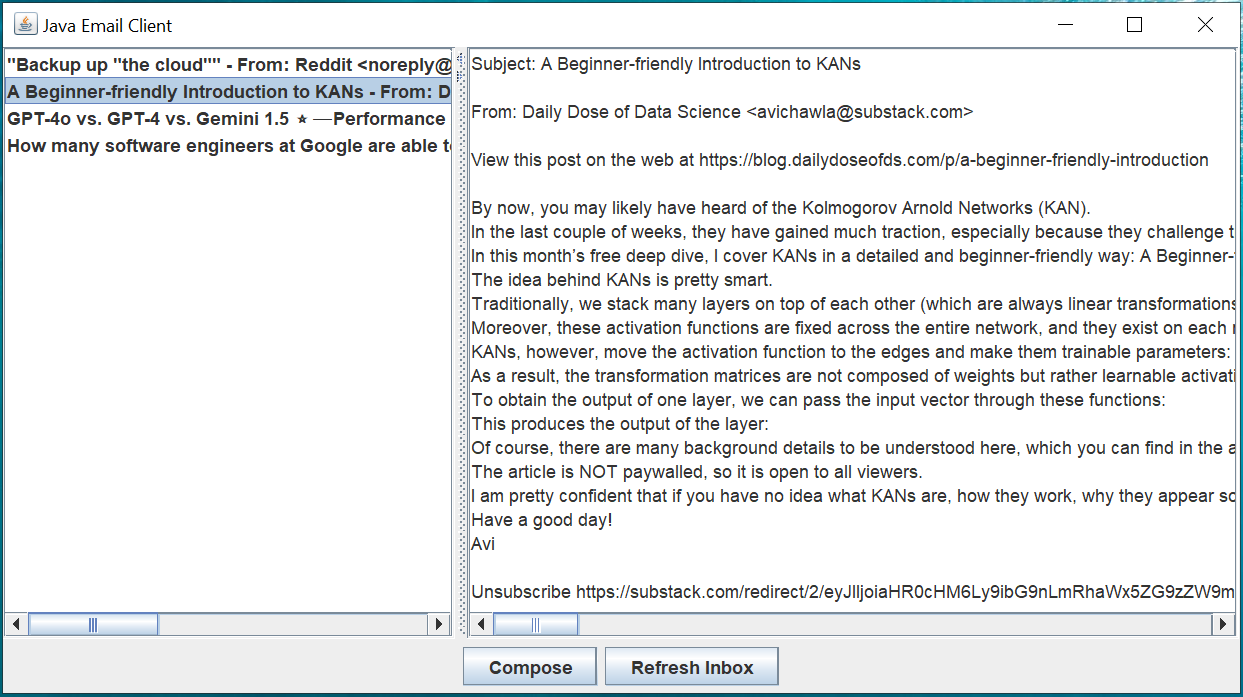 Java Email Client
"Backup up "the cloud"" - From: Reddit <noreply@
A Beginner-friendly Introduction to KANs - From: D
GPT-4o vs. GPT-4 vs. Gemini 1.5 ⭑ —Performance
How many software engineers at Google are able to
Subject: A Beginner-friendly Introduction to KANs
From: Daily Dose of Data Science <avichawla@substack.com>
View this post on the web at https://blog.dailydoseofds.com/p/a-beginner-friendly-introduction
By now, you may likely have heard of the Kolmogorov Arnold Networks (KAN).
In the last couple of weeks, they have gained much traction, especially because they challenge t
In this month’s free deep dive, I cover KANs in a detailed and beginner-friendly way: A Beginner-
The idea behind KANs is pretty smart.
Traditionally, we stack many layers on top of each other (which are always linear transformations
Moreover, these activation functions are fixed across the entire network, and they exist on each
KANs, however, move the activation function to the edges and make them trainable parameters:
As a result, the transformation matrices are not composed of weights but rather learnable activati
To obtain the output of one layer, we can pass the input vector through these functions:
This produces the output of the layer:
Of course, there are many background details to be understood here, which you can find in the a
The article is NOT paywalled, so it is open to all viewers.
I am pretty confident that if you have no idea what KANs are, how they work, why they appear so
Have a good day!
Avi
Unsubscribe https://substack.com/redirect/2/eyJlIjoiaHR0cHM6Ly9ibG9nLmRhaWx5ZG9zZW9m
Compose
Refresh Inbox